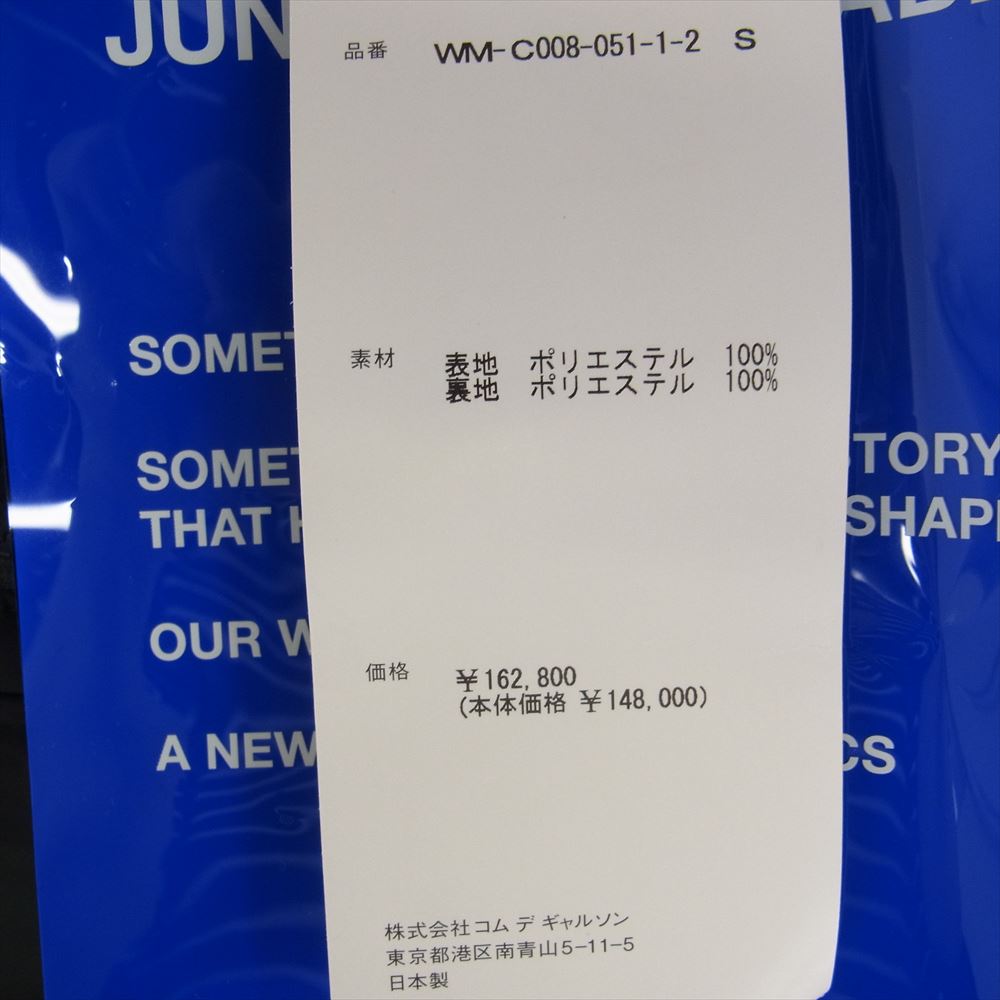 JUN
品番 WM-C008-051-1-2 S
SOMET
素材 表地 ポリエステル 100%
裏地 ポリエステル 100%
SOMET TORY
THAT H SHAP
OUR W
価格 ¥162,800
(本体価格 ¥148,000)
A NEW CS
株式会社コム デ ギャルソン
東京都港区南青山5-11-5
日本製